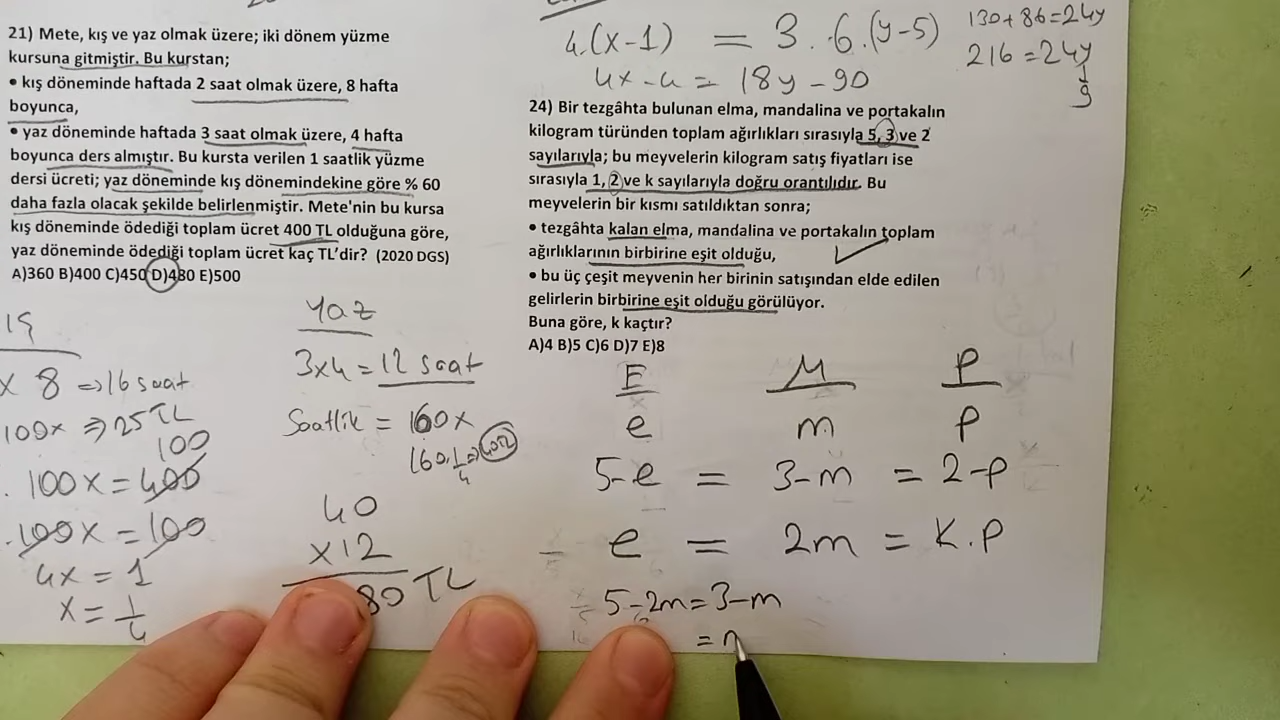 21) Mete, kış ve yaz olmak üzere; iki dönem yüzme
kursuna gitmiştir. Bu kurstan;
• kış döneminde haftada 2 saat olmak üzere, 8 hafta
boyunca,
• yaz döneminde haftada 3 saat olmak üzere, 4 hafta
boyunca ders almıştır. Bu kursta verilen 1 saatlik yüzme
dersi ücreti; yaz döneminde kış dönemindekine göre % 60
daha fazla olacak şekilde belirlenmiştir. Mete'nin bu kursa
kış döneminde ödediği toplam ücret 400 TL olduğuna göre,
yaz döneminde ödediği toplam ücret kaç TL'dir? (2020 DGS)
A)360 B)400 C)450 D)480 E)500
x 8 => 16 saat
100x => 25 TL
100
100x = 400
100x = 100
4x = 1
x = 1/4
Yaz
3x4 = 12 saat
Saatlik = 160x
160.1/4
40
x12
80 TL
4.(x-1) = 3.6.(y-5)
4x-4 = 18y-90
130+86=24y
216=24y
9
24) Bir tezgâhta bulunan elma, mandalina ve portakalın
kilogram türünden toplam ağırlıkları sırasıyla 5, 3 ve 2
sayılarıyla; bu meyvelerin kilogram satış fiyatları ise
sırasıyla 1, 2 ve k sayılarıyla doğru orantılıdır. Bu
meyvelerin bir kısmı satıldıktan sonra;
• tezgâhta kalan elma, mandalina ve portakalın toplam
ağırlıklarının birbirine eşit olduğu,
• bu üç çeşit meyvenin her birinin satışından elde edilen
gelirlerin birbirine eşit olduğu görülüyor.
Buna göre, k kaçtır?
A)4 B)5 C)6 D)7 E)8
E M P
e m p
5-e = 3-m = 2-p
e = 2m = k.p
5-2m=3-m
=